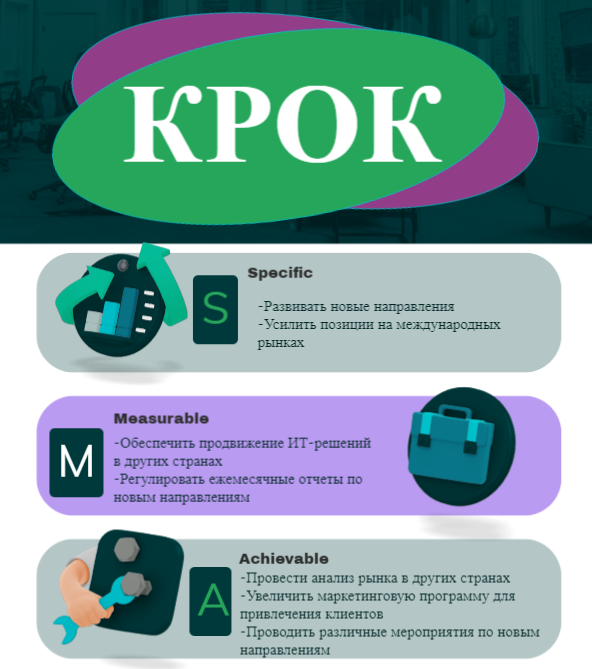 КРОК
Specific
S
-Развивать новые направления
-Усилить позиции на международных
рынках
Measurable
M
-Обеспечить продвижение ИТ-решений
в других странах
-Регулировать ежемесячные отчеты по
новым направлениям
Achievable
A
-Провести анализ рынка в других странах
-Увеличить маркетинговую программу для
привлечения клиентов
-Проводить различные мероприятия по новым
направлениям